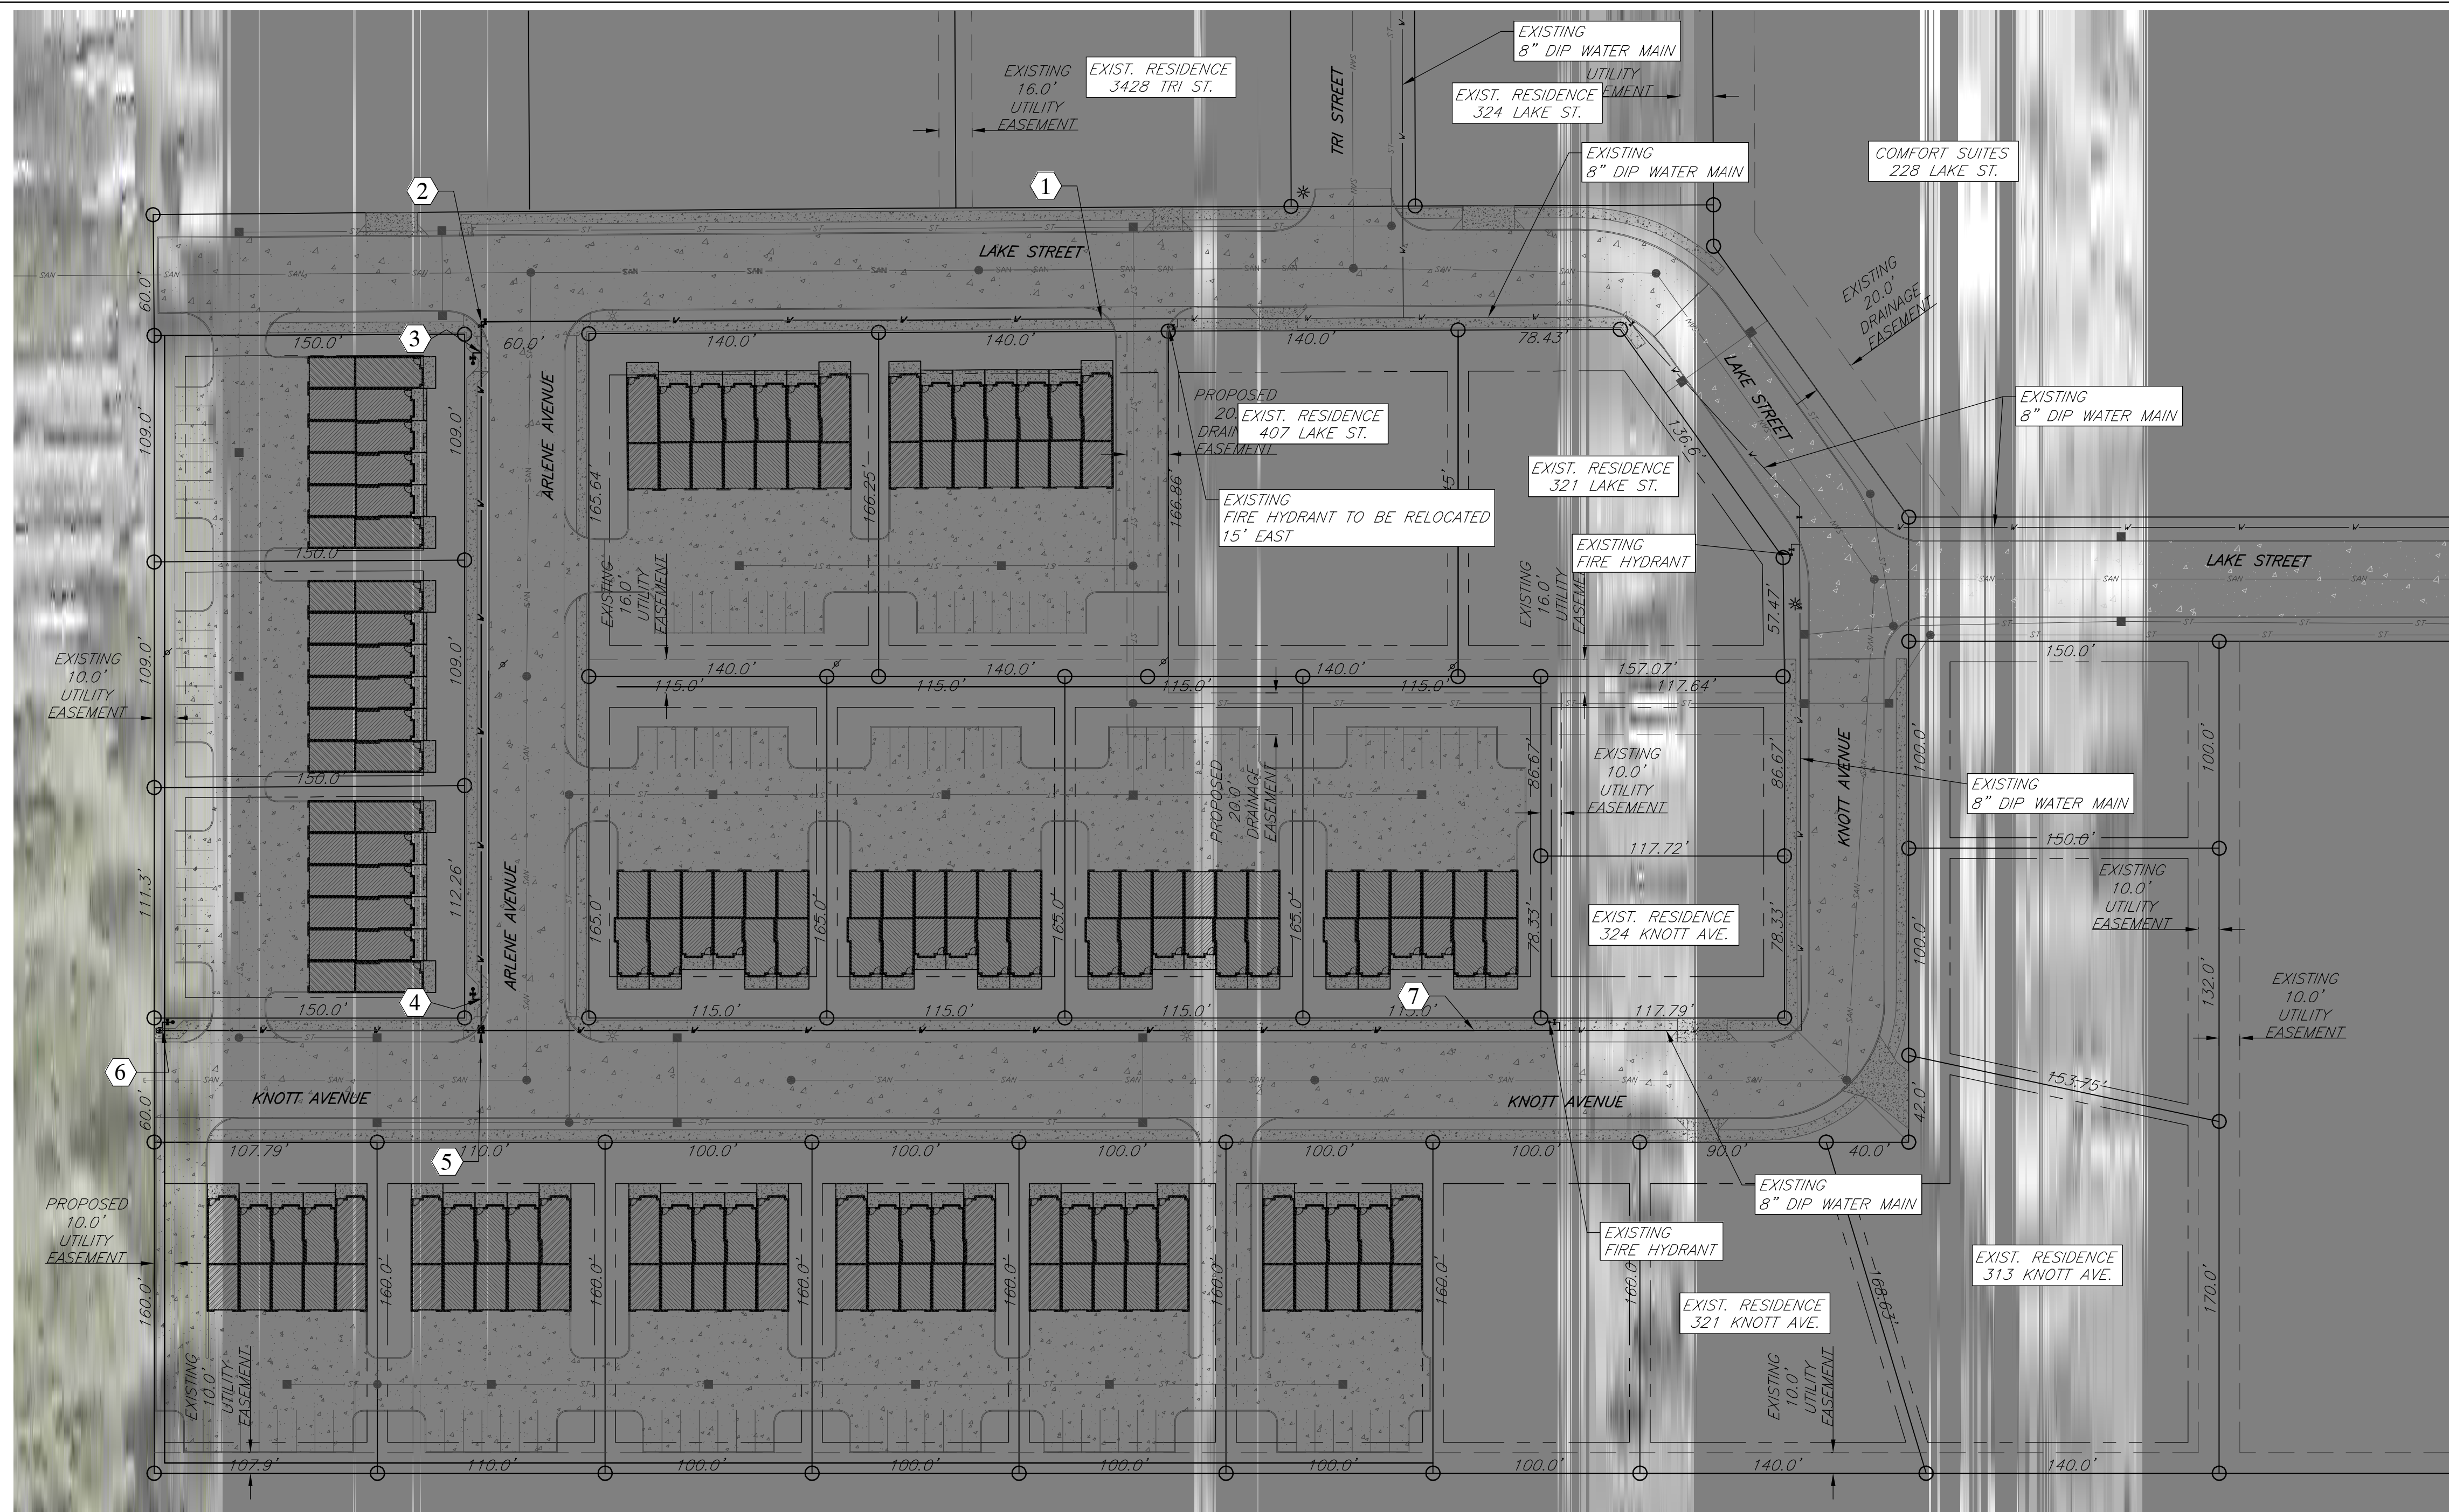 EXISTING
8" DIP WATER MAIN
EXISTING
16.0'
UTILITY
EASEMENT
EXIST. RESIDENCE
3428 TRI ST.
TRI STREET
UTILITY
EMENT
EXIST. RESIDENCE
324 LAKE ST.
EXISTING
8" DIP WATER MAIN
COMFORT SUITES
228 LAKE ST.
2
1
LAKE STREET
60.0'
EXISTING
20.0'
DRAINAGE
EASEMENT
3
150.0'
60.0'
140.0'
140.0'
140.0'
78.43'
LAKE STREET
109.0'
109.0'
ARLENE AVENUE
PROPOSED
20.
DRAIN
EASEMENT
EXIST. RESIDENCE
407 LAKE ST.
136.6'
EXISTING
8" DIP WATER MAIN
165.64'
166.25'
166.86'
15'
EXIST. RESIDENCE
321 LAKE ST.
EXISTING
FIRE HYDRANT TO BE RELOCATED
15' EAST
EXISTING
FIRE HYDRANT
LAKE STREET
150.0'
EXISTING
16.0'
UTILITY
EASEMENT
EXISTING
16.0'
UTILITY
EASEME
57.47'
EXISTING
10.0'
UTILITY
EASEMENT
109.0'
109.0'
140.0'
140.0'
140.0'
157.07'
150.0'
115.0'
115.0'
115.0'
115.0'
117.64'
150.0'
86.67'
EXISTING
10.0'
UTILITY
EASEMENT
86.67'
KNOTT AVENUE
100.0'
100.0'
PROPOSED
20.0'
DRAINAGE
EASEMENT
EXISTING
8" DIP WATER MAIN
117.72'
150.0'
111.3'
112.26'
ARLENE AVENUE
165.0'
165.0'
165.0'
165.0'
78.33'
EXIST. RESIDENCE
324 KNOTT AVE.
78.33'
100.0'
EXISTING
10.0'
UTILITY
EASEMENT
132.0'
EXISTING
10.0'
UTILITY
EASEMENT
4
150.0'
115.0'
115.0'
115.0'
7
115.0'
117.79'
6
60.0'
KNOTT AVENUE
KNOTT AVENUE
42.0'
153.75'
107.79'
5
110.0'
100.0'
100.0'
100.0'
100.0'
100.0'
90.0'
40.0'
PROPOSED
10.0'
UTILITY
EASEMENT
EXISTING
8" DIP WATER MAIN
EXISTING
FIRE HYDRANT
EXIST. RESIDENCE
313 KNOTT AVE.
160.0'
160.0'
160.0'
160.0'
160.0'
160.0'
160.0'
160.0'
EXIST. RESIDENCE
321 KNOTT AVE.
168.63'
170.0'
EXISTING
10.0'
UTILITY
EASEMENT
EXISTING
10.0'
UTILITY
EASEMENT
107.9'
110.0'
100.0'
100.0'
100.0'
100.0'
100.0'
140.0'
140.0'